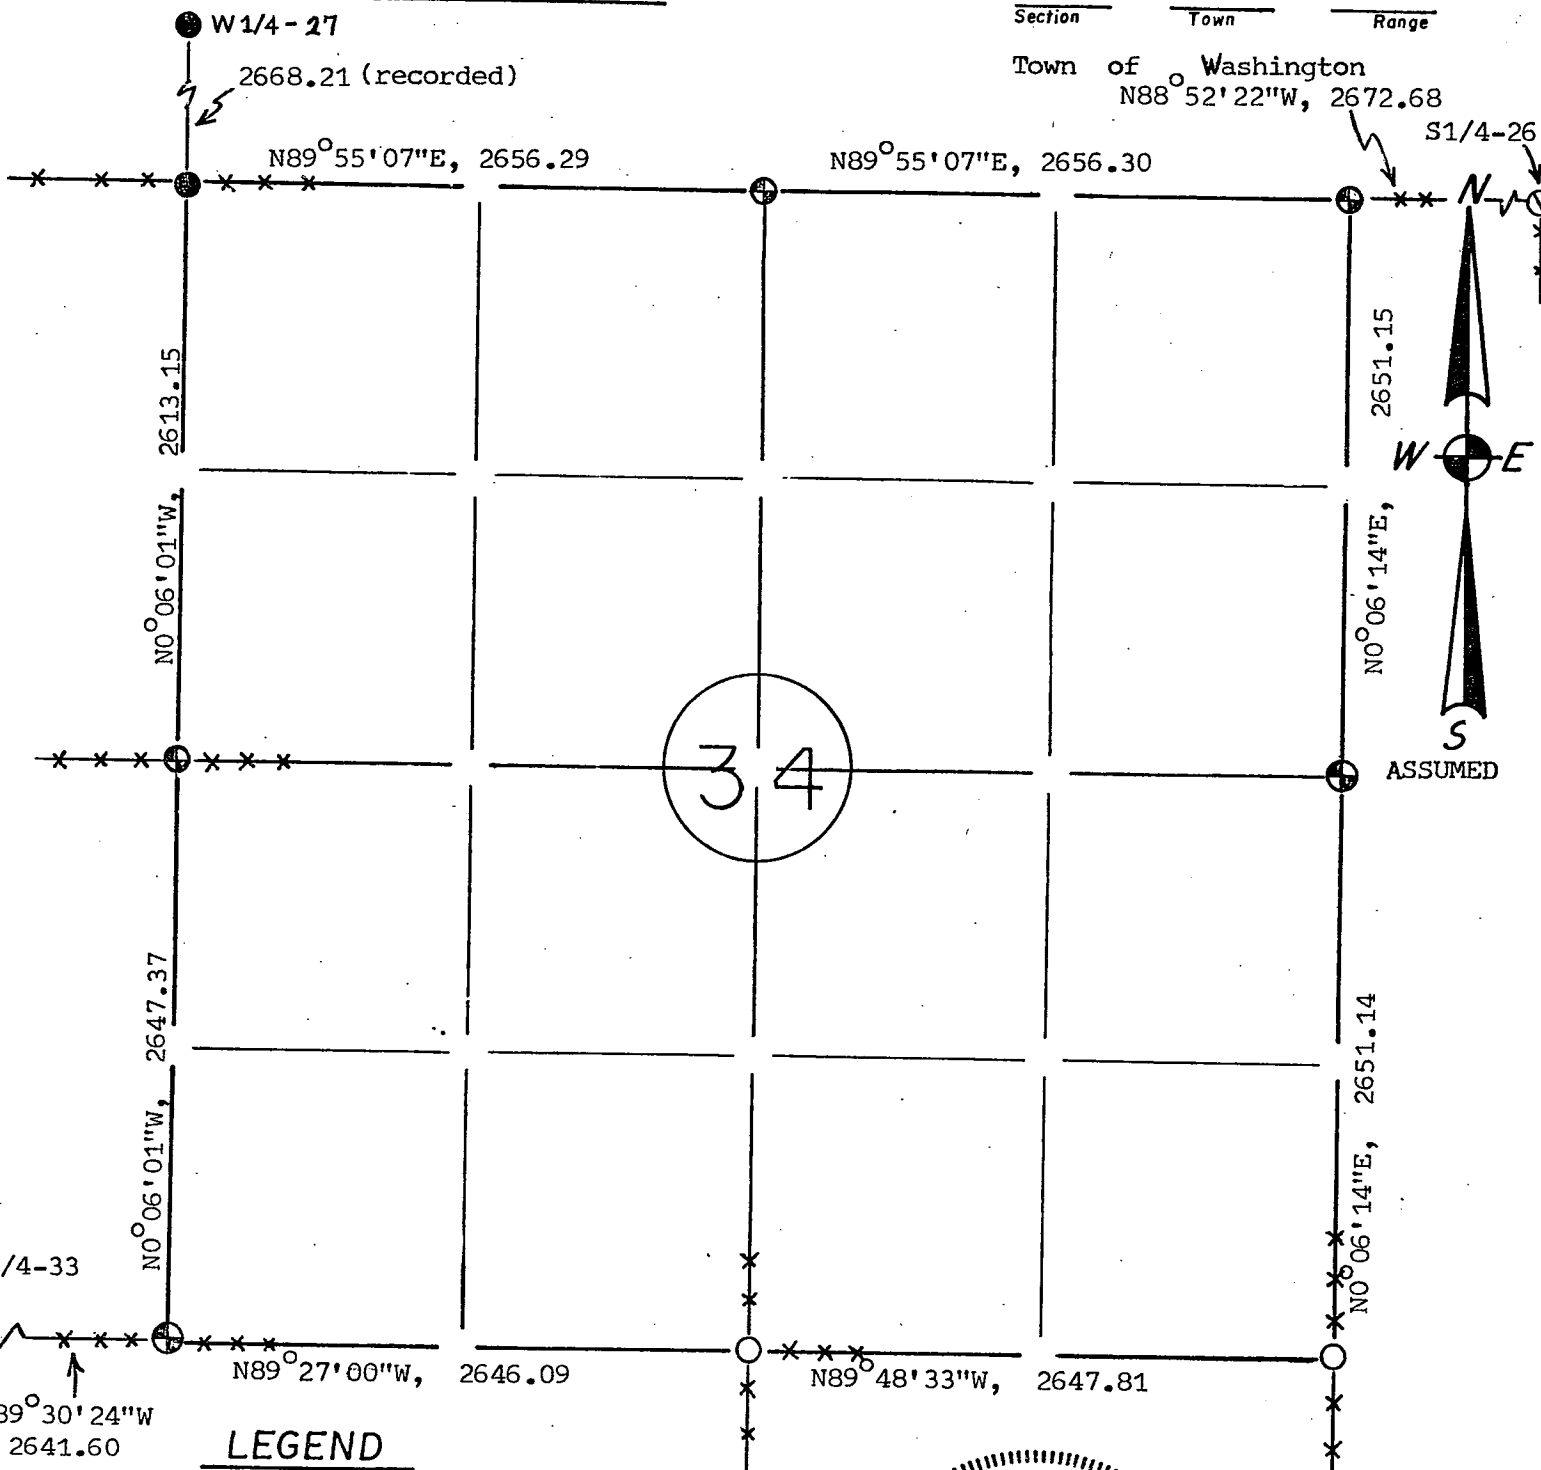 W 1/4 - 27
Section Town Range
2668.21 (recorded)
Town of Washington
N88°52'22"W, 2672.68
S1/4-26
N89°55'07"E, 2656.29
N89°55'07"E, 2656.30
N
2613.15
2651.15
W E
N0°06'01"W,
N0°06'14"E,
S
34
ASSUMED
2647.37
2651.14
N0°06'01"W,
N0°06'14"E,
/4-33
N89°27'00"W, 2646.09
N89°48'33"W, 2647.81
89°30'24"W
2641.60
LEGEND